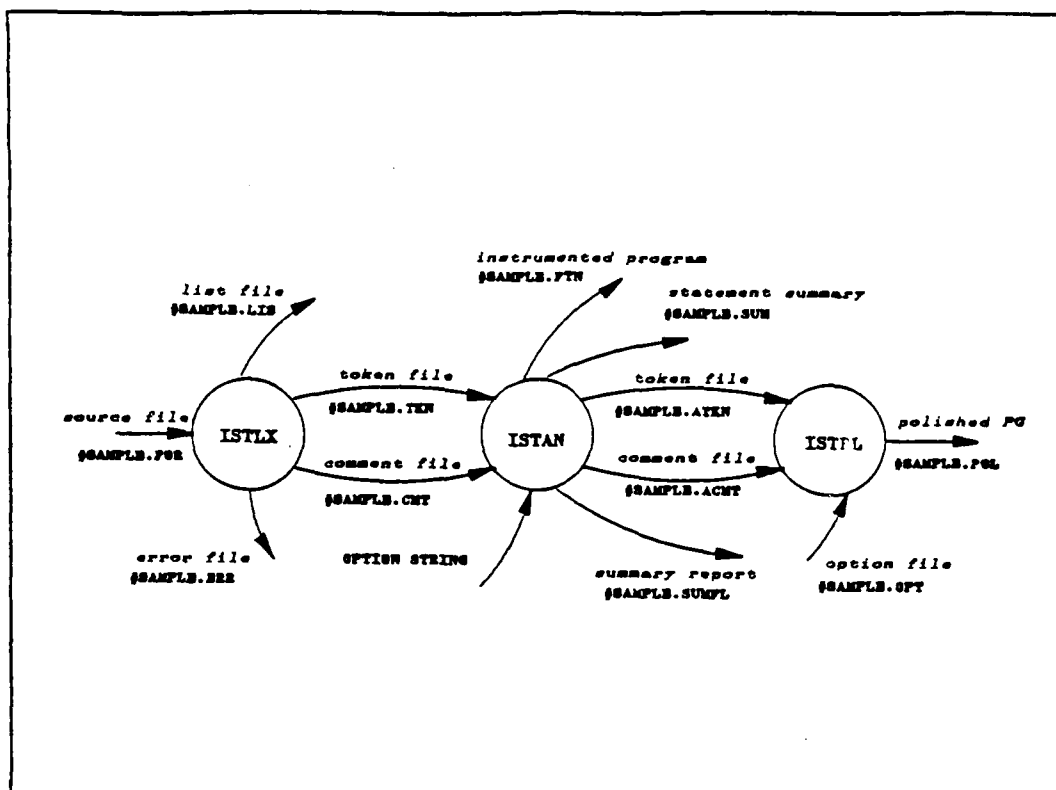 instrumented program
#SAMPLE.FTN
list file
#SAMPLE.LIS
statement summary
#SAMPLE.SUM
token file
#SAMPLE.TKN
token file
#SAMPLE.ATKN
source file
#SAMPLE.FOR
ISTLX
ISTAN
ISTPL
polished PG
#SAMPLE.POL
comment file
#SAMPLE.CMT
comment file
#SAMPLE.ACMT
error file
#SAMPLE.ERR
OPTION STRING
summary report
#SAMPLE.SUMFL
option file
#SAMPLE.OPT